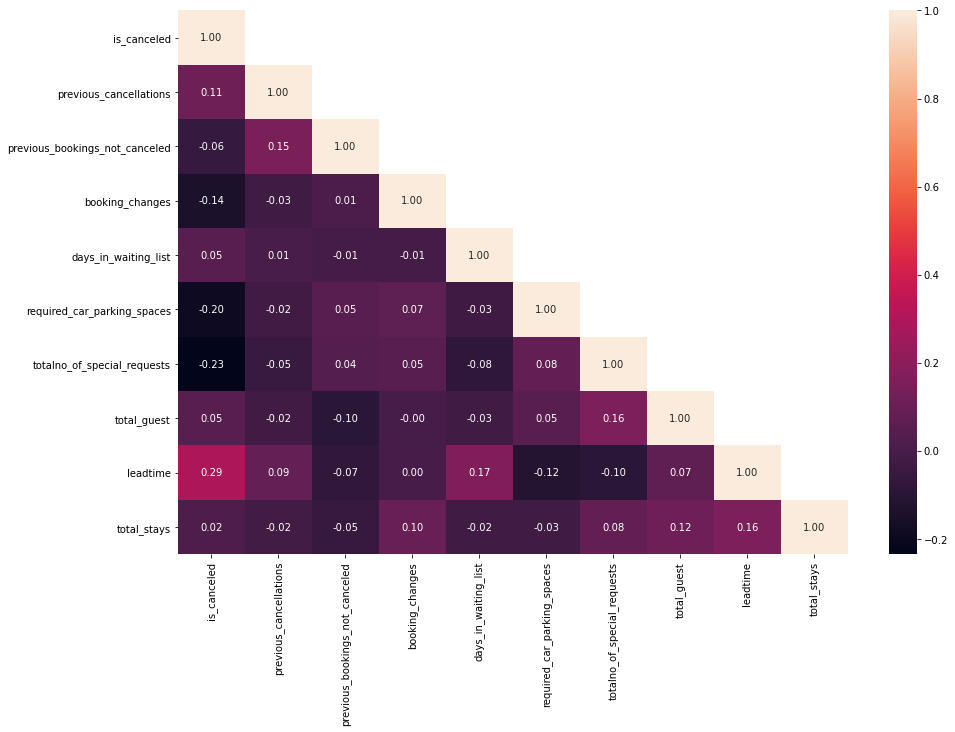 is_canceled 1.00
previous_cancellations 0.11 1.00
previous_bookings_not_canceled -0.06 0.15 1.00
booking_changes -0.14 -0.03 0.01 1.00
days_in_waiting_list 0.05 0.01 -0.01 -0.01 1.00
required_car_parking_spaces -0.20 -0.02 0.05 0.07 -0.03 1.00
totalno_of_special_requests -0.23 -0.05 0.04 0.05 -0.08 0.08 1.00
total_guest 0.05 -0.02 -0.10 -0.00 -0.03 0.05 0.16 1.00
leadtime 0.29 0.09 -0.07 0.00 0.17 -0.12 -0.10 0.07 1.00
total_stays 0.02 -0.02 -0.05 0.10 -0.02 -0.03 0.08 0.12 0.16 1.00
is_canceled
previous_cancellations
previous_bookings_not_canceled
booking_changes
days_in_waiting_list
required_car_parking_spaces
totalno_of_special_requests
total_guest
leadtime
total_stays
1.0
0.8
0.6
0.4
0.2
0.0
−0.2